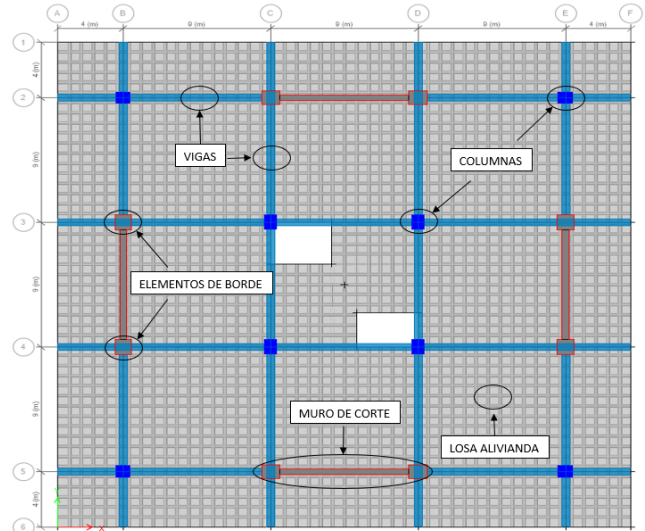 A B C D E F
4 (m) 9 (m) 9 (m) 9 (m) 4 (m)
1
4 (m)
2
VIGAS
COLUMNAS
9 (m)
3
ELEMENTOS DE BORDE
9 (m)
4
MURO DE CORTE
9 (m)
LOSA ALIVIANDA
5
4 (m)
6
X